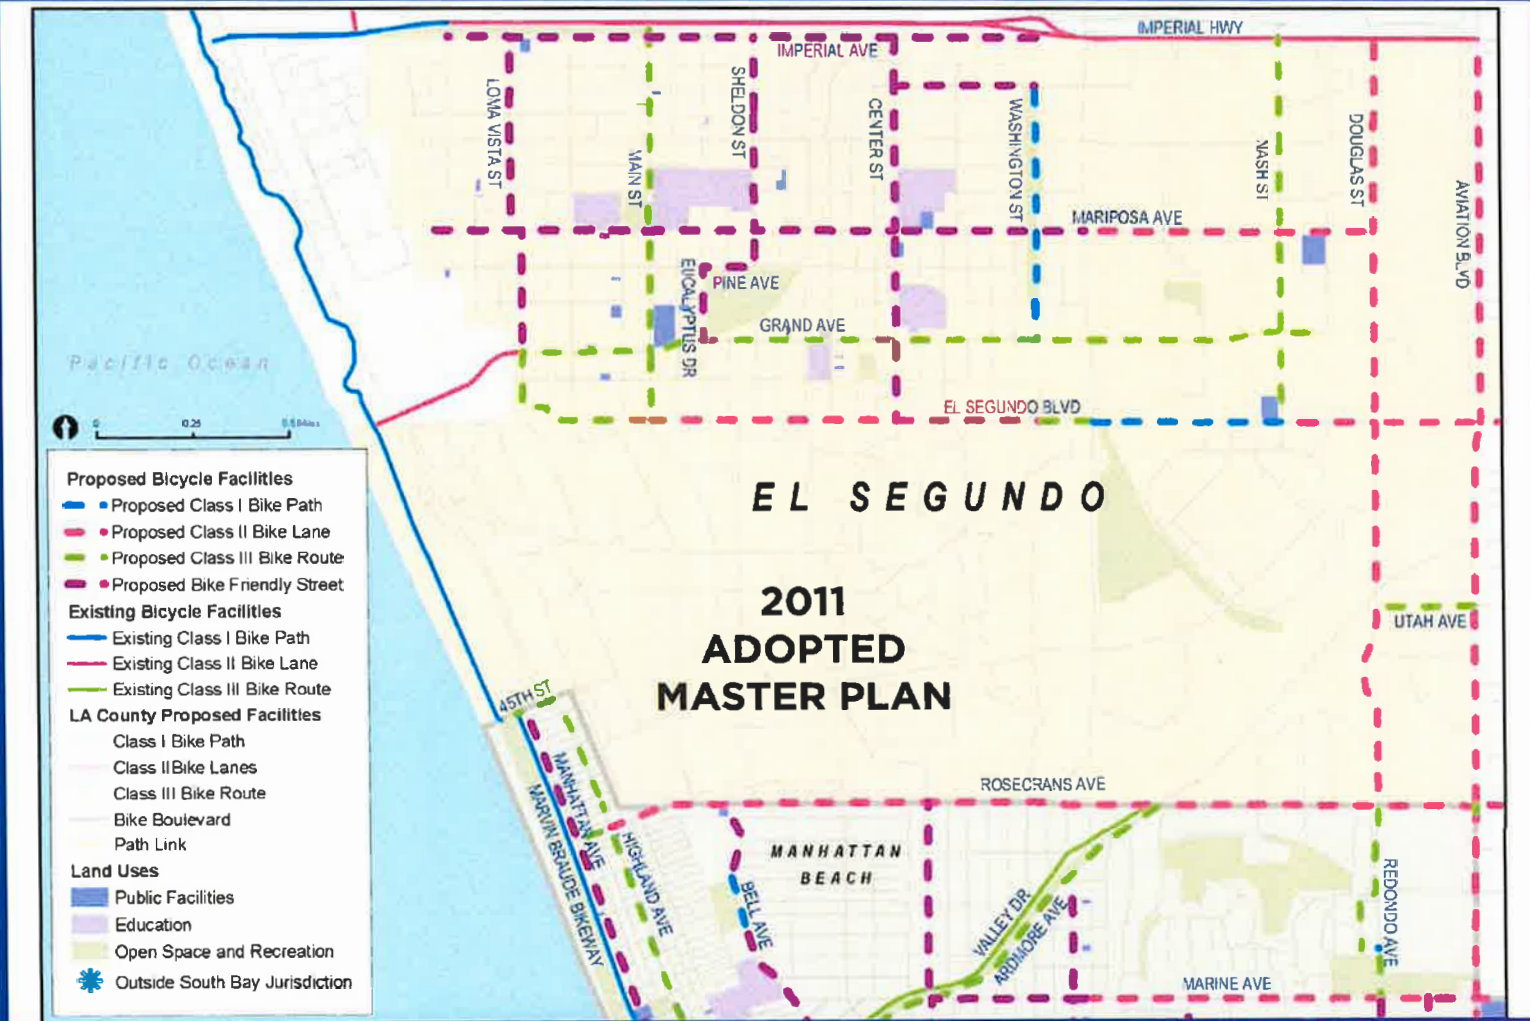 IMPERIAL HWY
IMPERIAL AVE
LOMA VISTA ST
MAIN ST
SHELDON ST
CENTER ST
WASHINGTON ST
NASH ST
DOUGLAS ST
AVIATION BLVD
MARIPOSA AVE
EUCALYPTUS DR
PINE AVE
GRAND AVE
Pacific Ocean
EL SEGUNDO BLVD
0 0.25
EL SEGUNDO
2011
ADOPTED
MASTER PLAN
Proposed Bicycle Facilities
Proposed Class I Bike Path
Proposed Class II Bike Lane
Proposed Class III Bike Route
Proposed Bike Friendly Street
Existing Bicycle Facilities
Existing Class I Bike Path
Existing Class II Bike Lane
Existing Class III Bike Route
LA County Proposed Facilities
Class I Bike Path
Class II Bike Lanes
Class III Bike Route
Bike Boulevard
Path Link
Land Uses
Public Facilities
Education
Open Space and Recreation
Outside South Bay Jurisdiction
UTAH AVE
45TH ST
MANHATTAN AVE
MARVIN BRAUDE BIKEWAY
HIGHLAND AVE
BELL AVE
ROSECRANS AVE
MANHATTAN
BEACH
VALLEY DR
ARDMORE AVE
REDONDO AVE
MARINE AVE